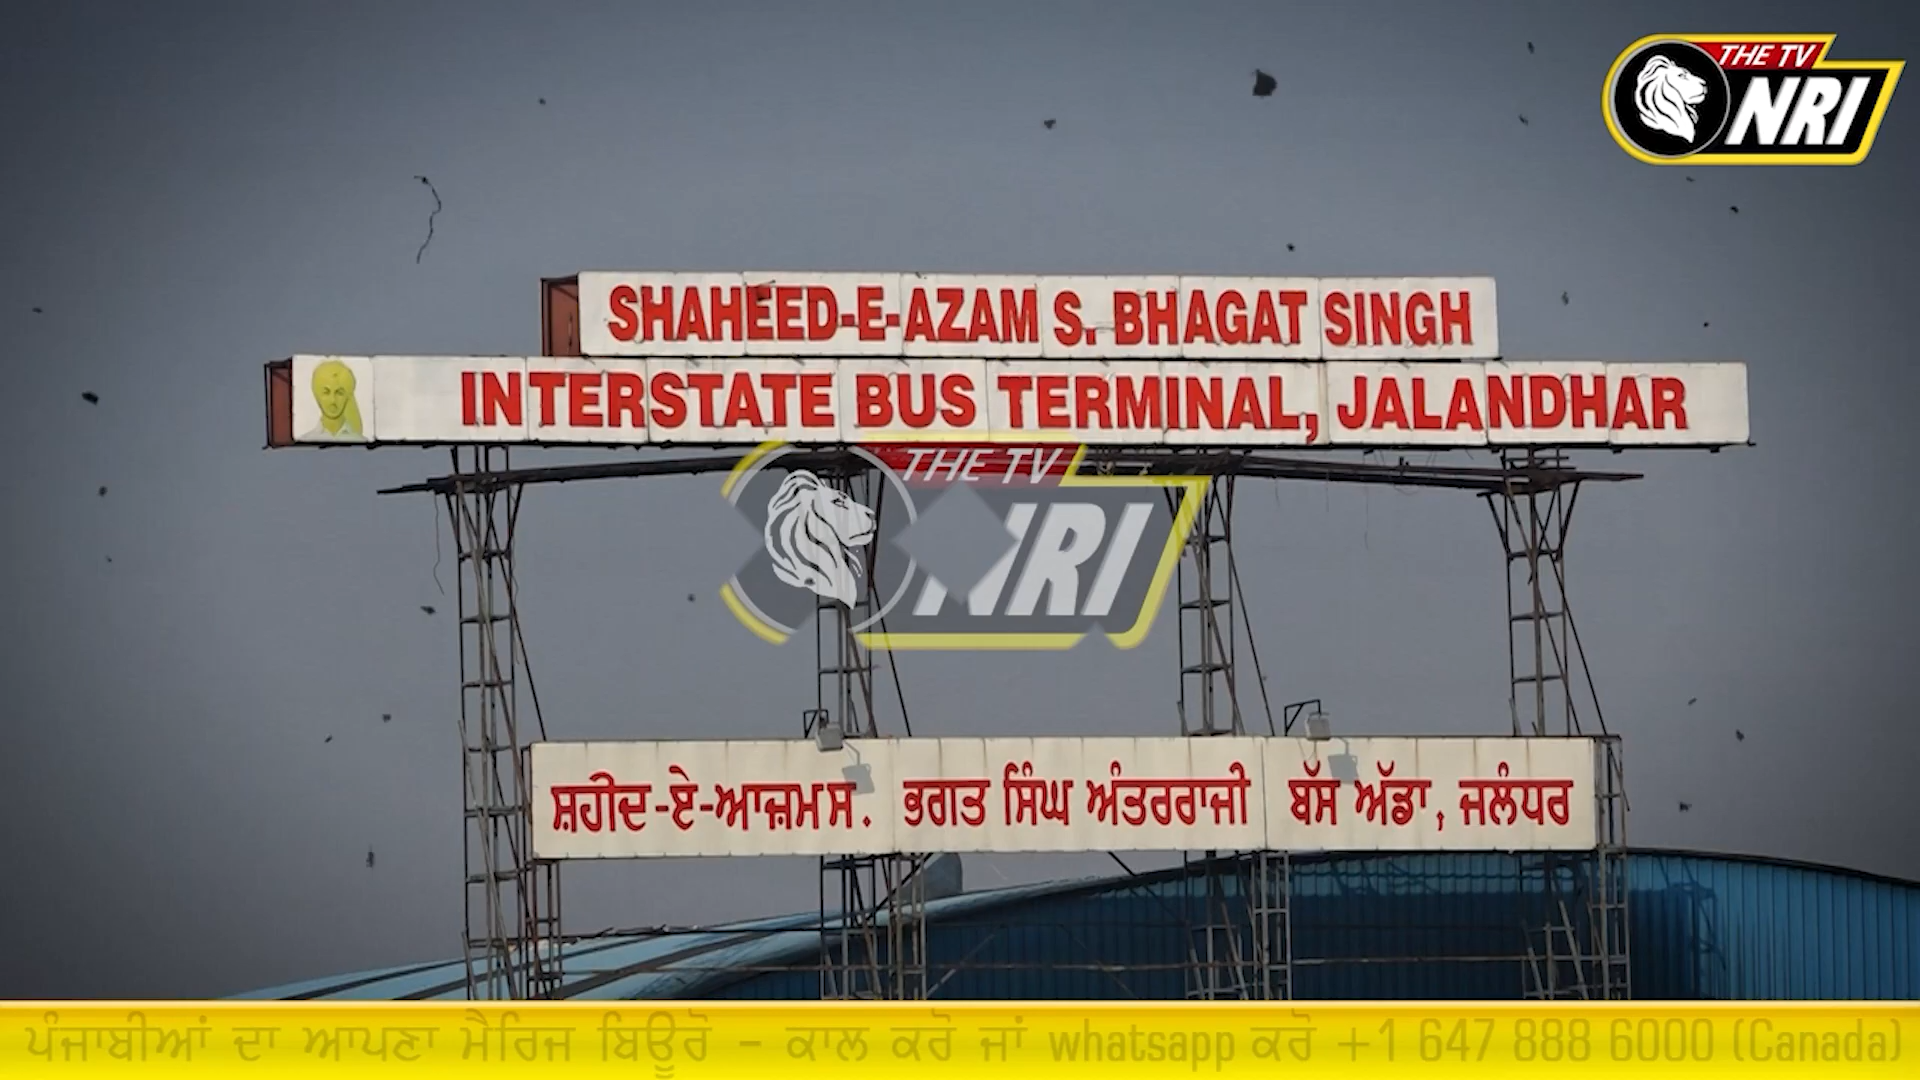 THE TV
NRI
SHAHEED-E-AZAM S. BHAGAT SINGH
INTERSTATE BUS TERMINAL, JALANDHAR
THE TV
NRI
ਸ਼ਹੀਦ-ਏ-ਆਜ਼ਮ ਸ. ਭਗਤ ਸਿੰਘ ਅੰਤਰਰਾਜੀ ਬੱਸ ਅੱਡਾ, ਜਲੰਧਰ
ਪੰਜਾਬੀਆਂ ਦਾ ਆਪਣਾ ਮੈਰਿਜ ਬਿਊਰੋ - ਕਾਲ ਕਰੋ ਜਾਂ whatsapp ਕਰੋ +1 647 888 6000 (Canada)